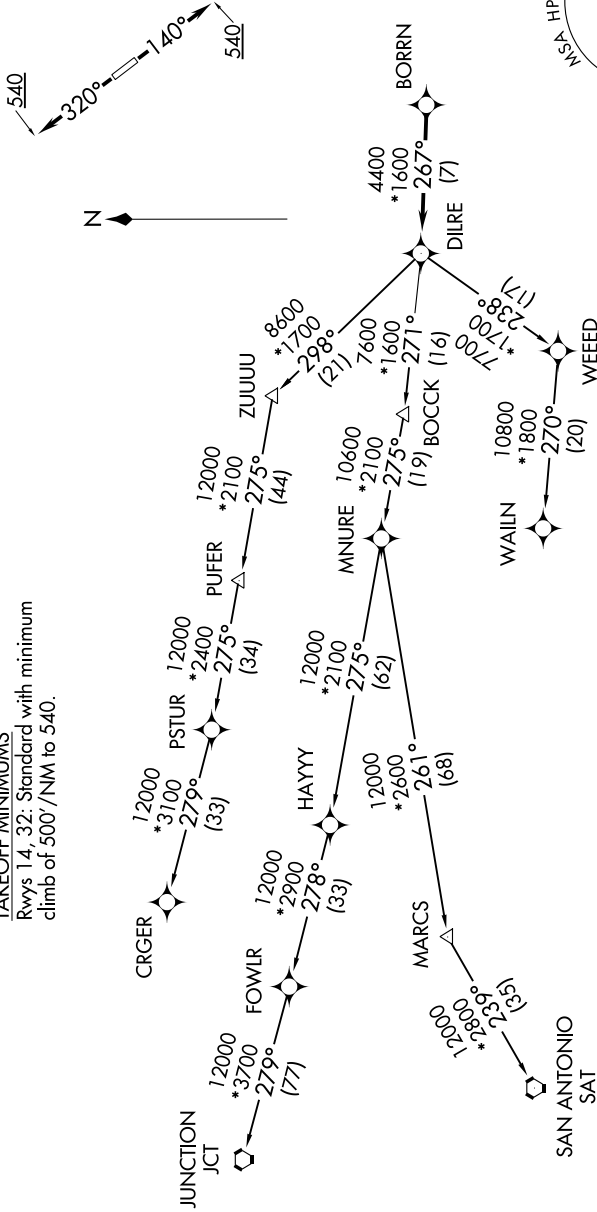 TAKEOFF MINIMUMS
Rwys 14, 32: Standard with minimum
climb of 500'/NM to 540.
540
320°
140°
540
MSA HP
N
BORRN
4400
*1600
267°
(7)
DILRE
8600
*1700
298°
(21)
ZUUUU
7600
*1600
271°
(16)
BOCCK
7700
*1700
238°
(17)
WEEED
10800
*1800
270°
(20)
WAILN
12000
*2100
275°
(44)
PUFER
12000
*2400
275°
(34)
PSTUR
12000
*3100
279°
(33)
CRGER
10600
*2100
275°
(19)
MNURE
12000
*2100
275°
(62)
HAYYY
12000
*2900
278°
(33)
FOWLR
12000
*3700
279°
(77)
JUNCTION
JCT
12000
*2600
261°
(68)
MARCS
12000
*2800
239°
(35)
SAN ANTONIO
SAT